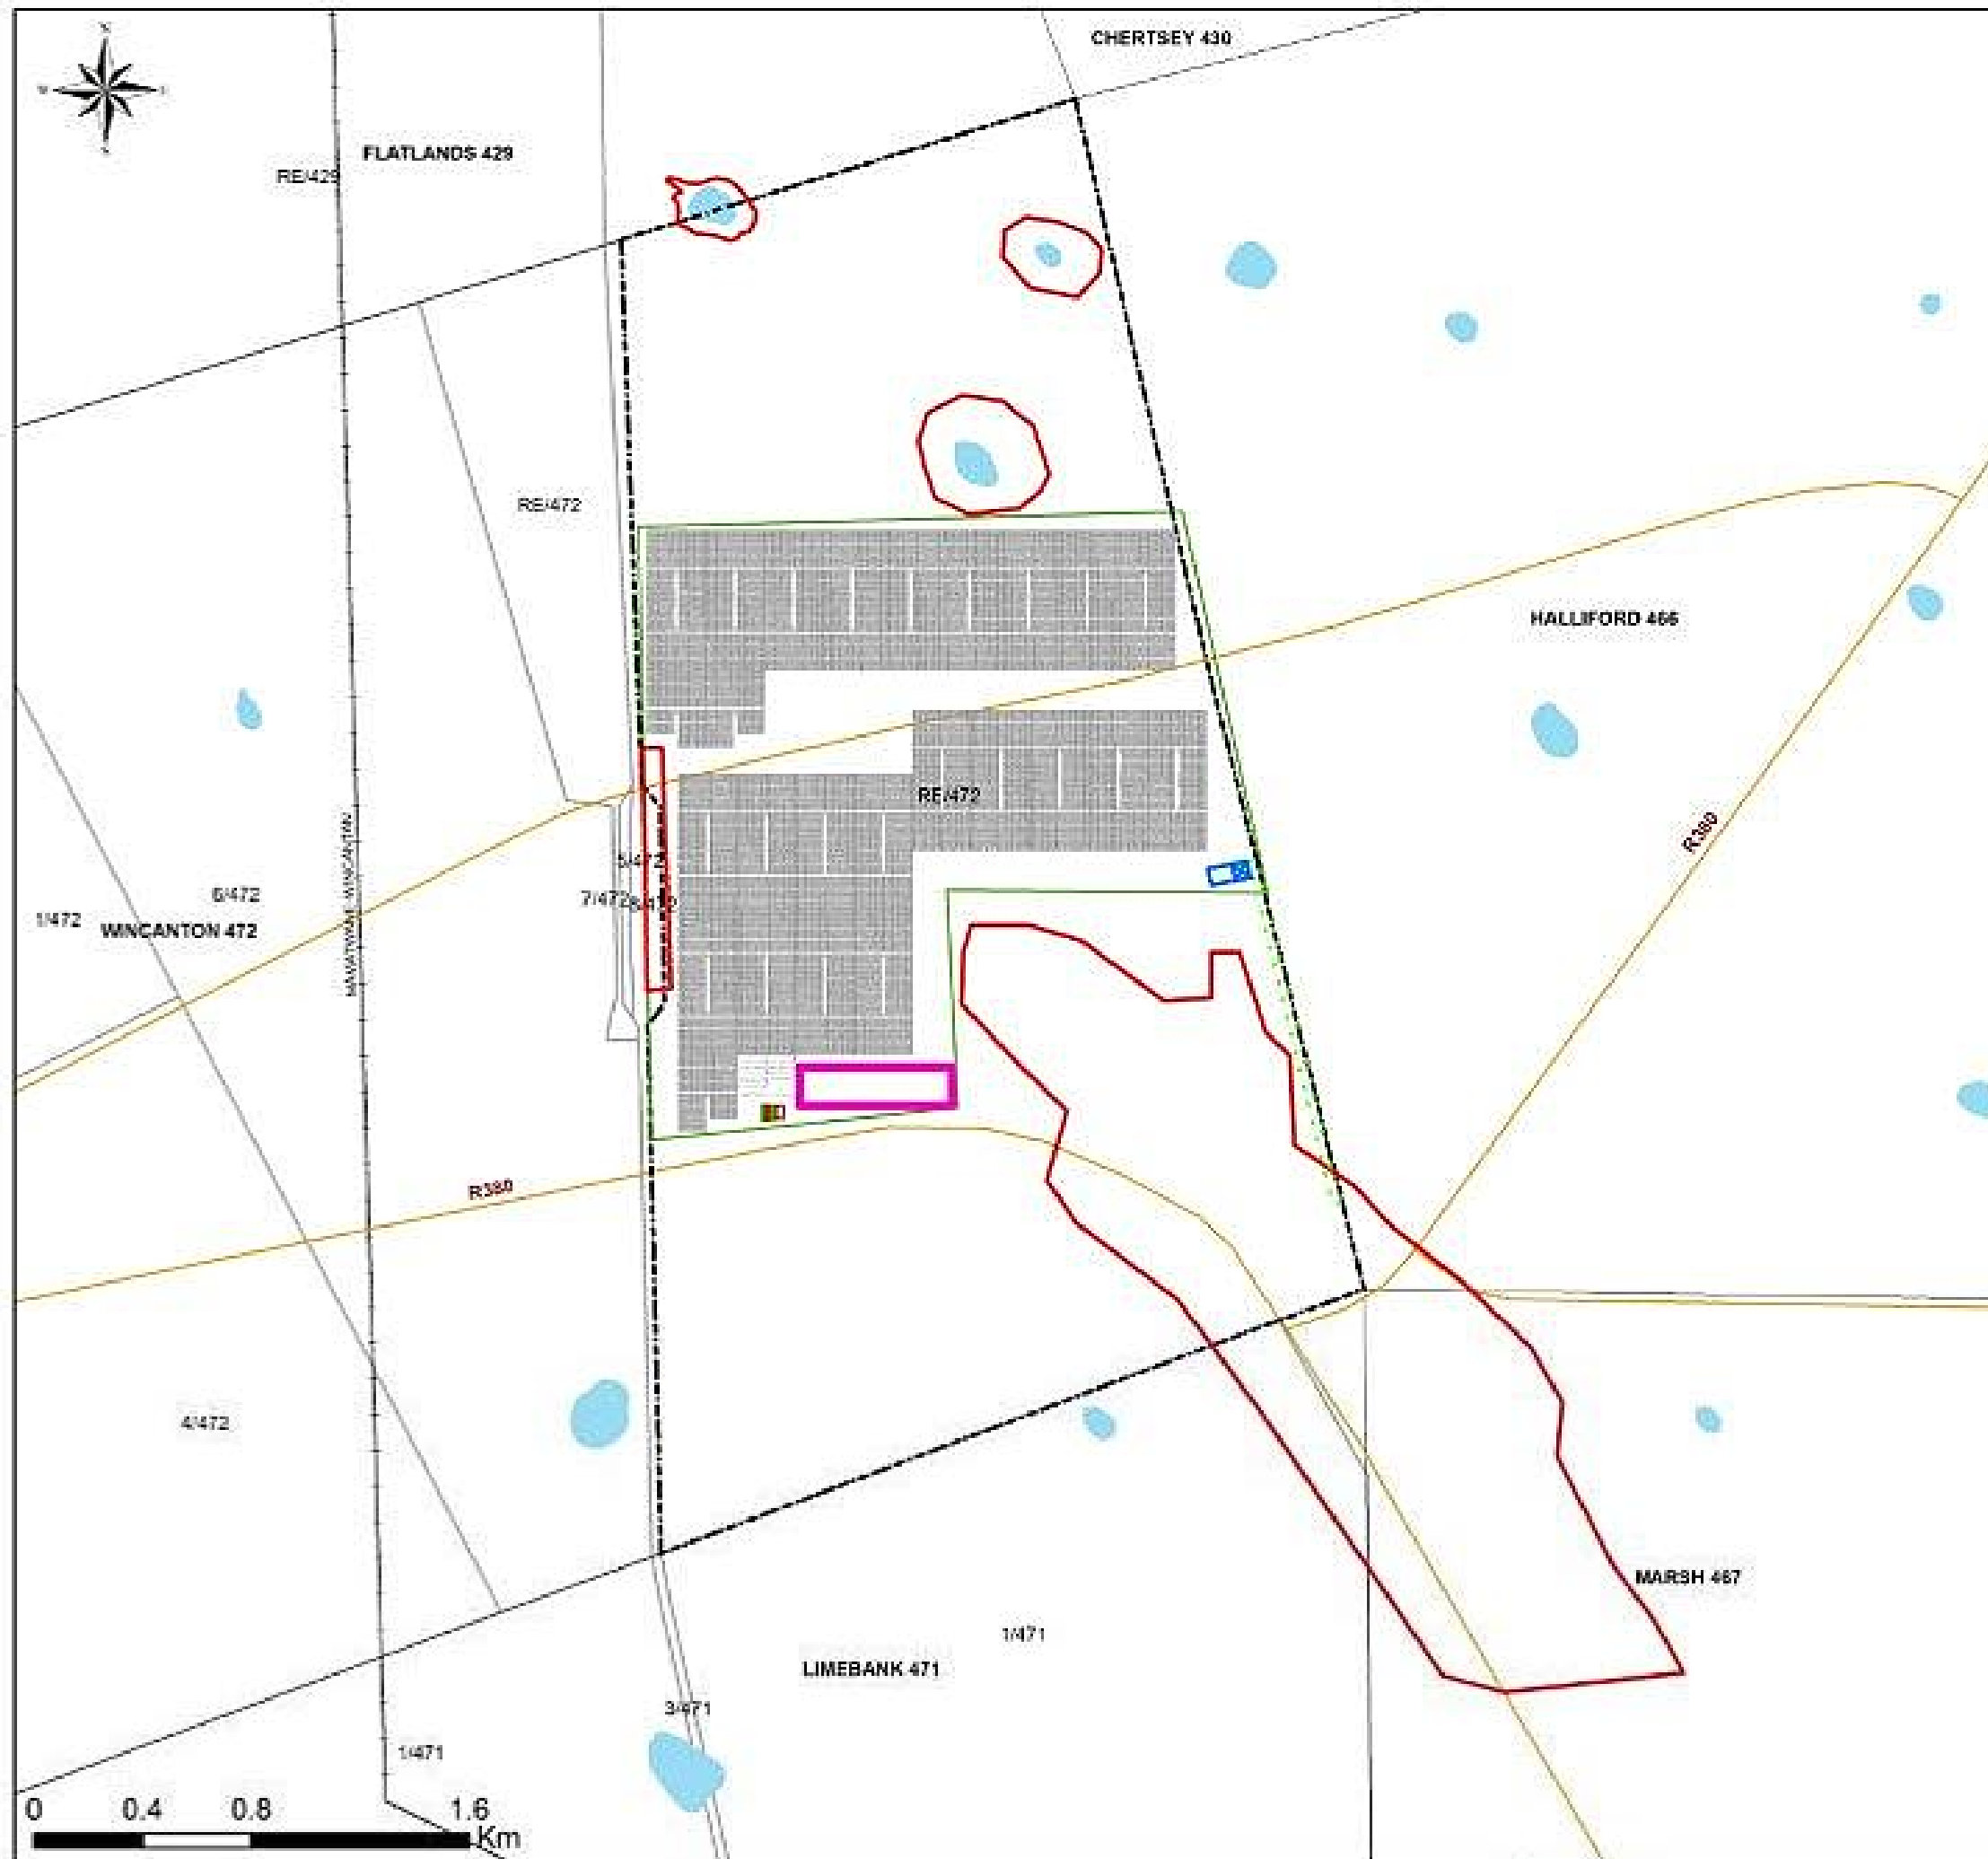 CHERTSEY 430
FLATLANDS 429
RE/429
RE/472
HALLIFORD 466
RE/472
R380
5/472
6/472
7/472
1/472
WINCANTON 472
R380
4/472
MARSH 467
1/471
LIMEBANK 471
3/471
1/471
0 0.4 0.8 1.6
Km